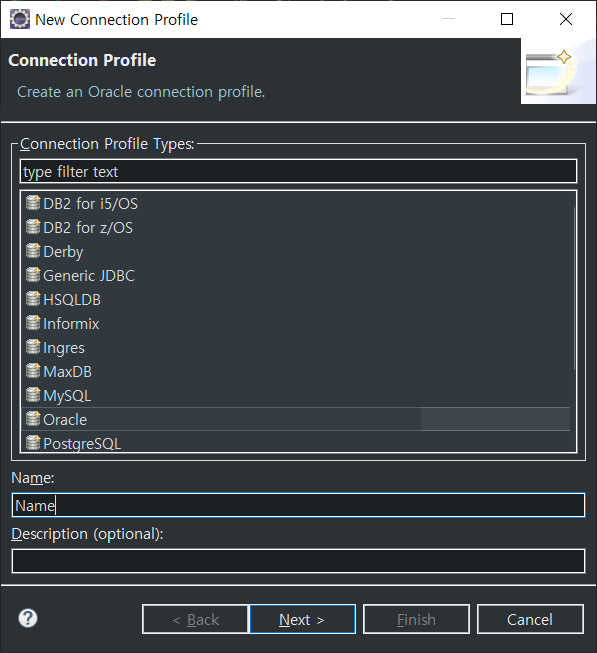 New Connection Profile
Connection Profile
Create an Oracle connection profile.
Connection Profile Types:
type filter text
DB2 for i5/OS
DB2 for z/OS
Derby
Generic JDBC
HSQLDB
Informix
Ingres
MaxDB
MySQL
Oracle
PostgreSQL
Name:
Name
Description (optional):
?
< Back
Next >
Finish
Cancel